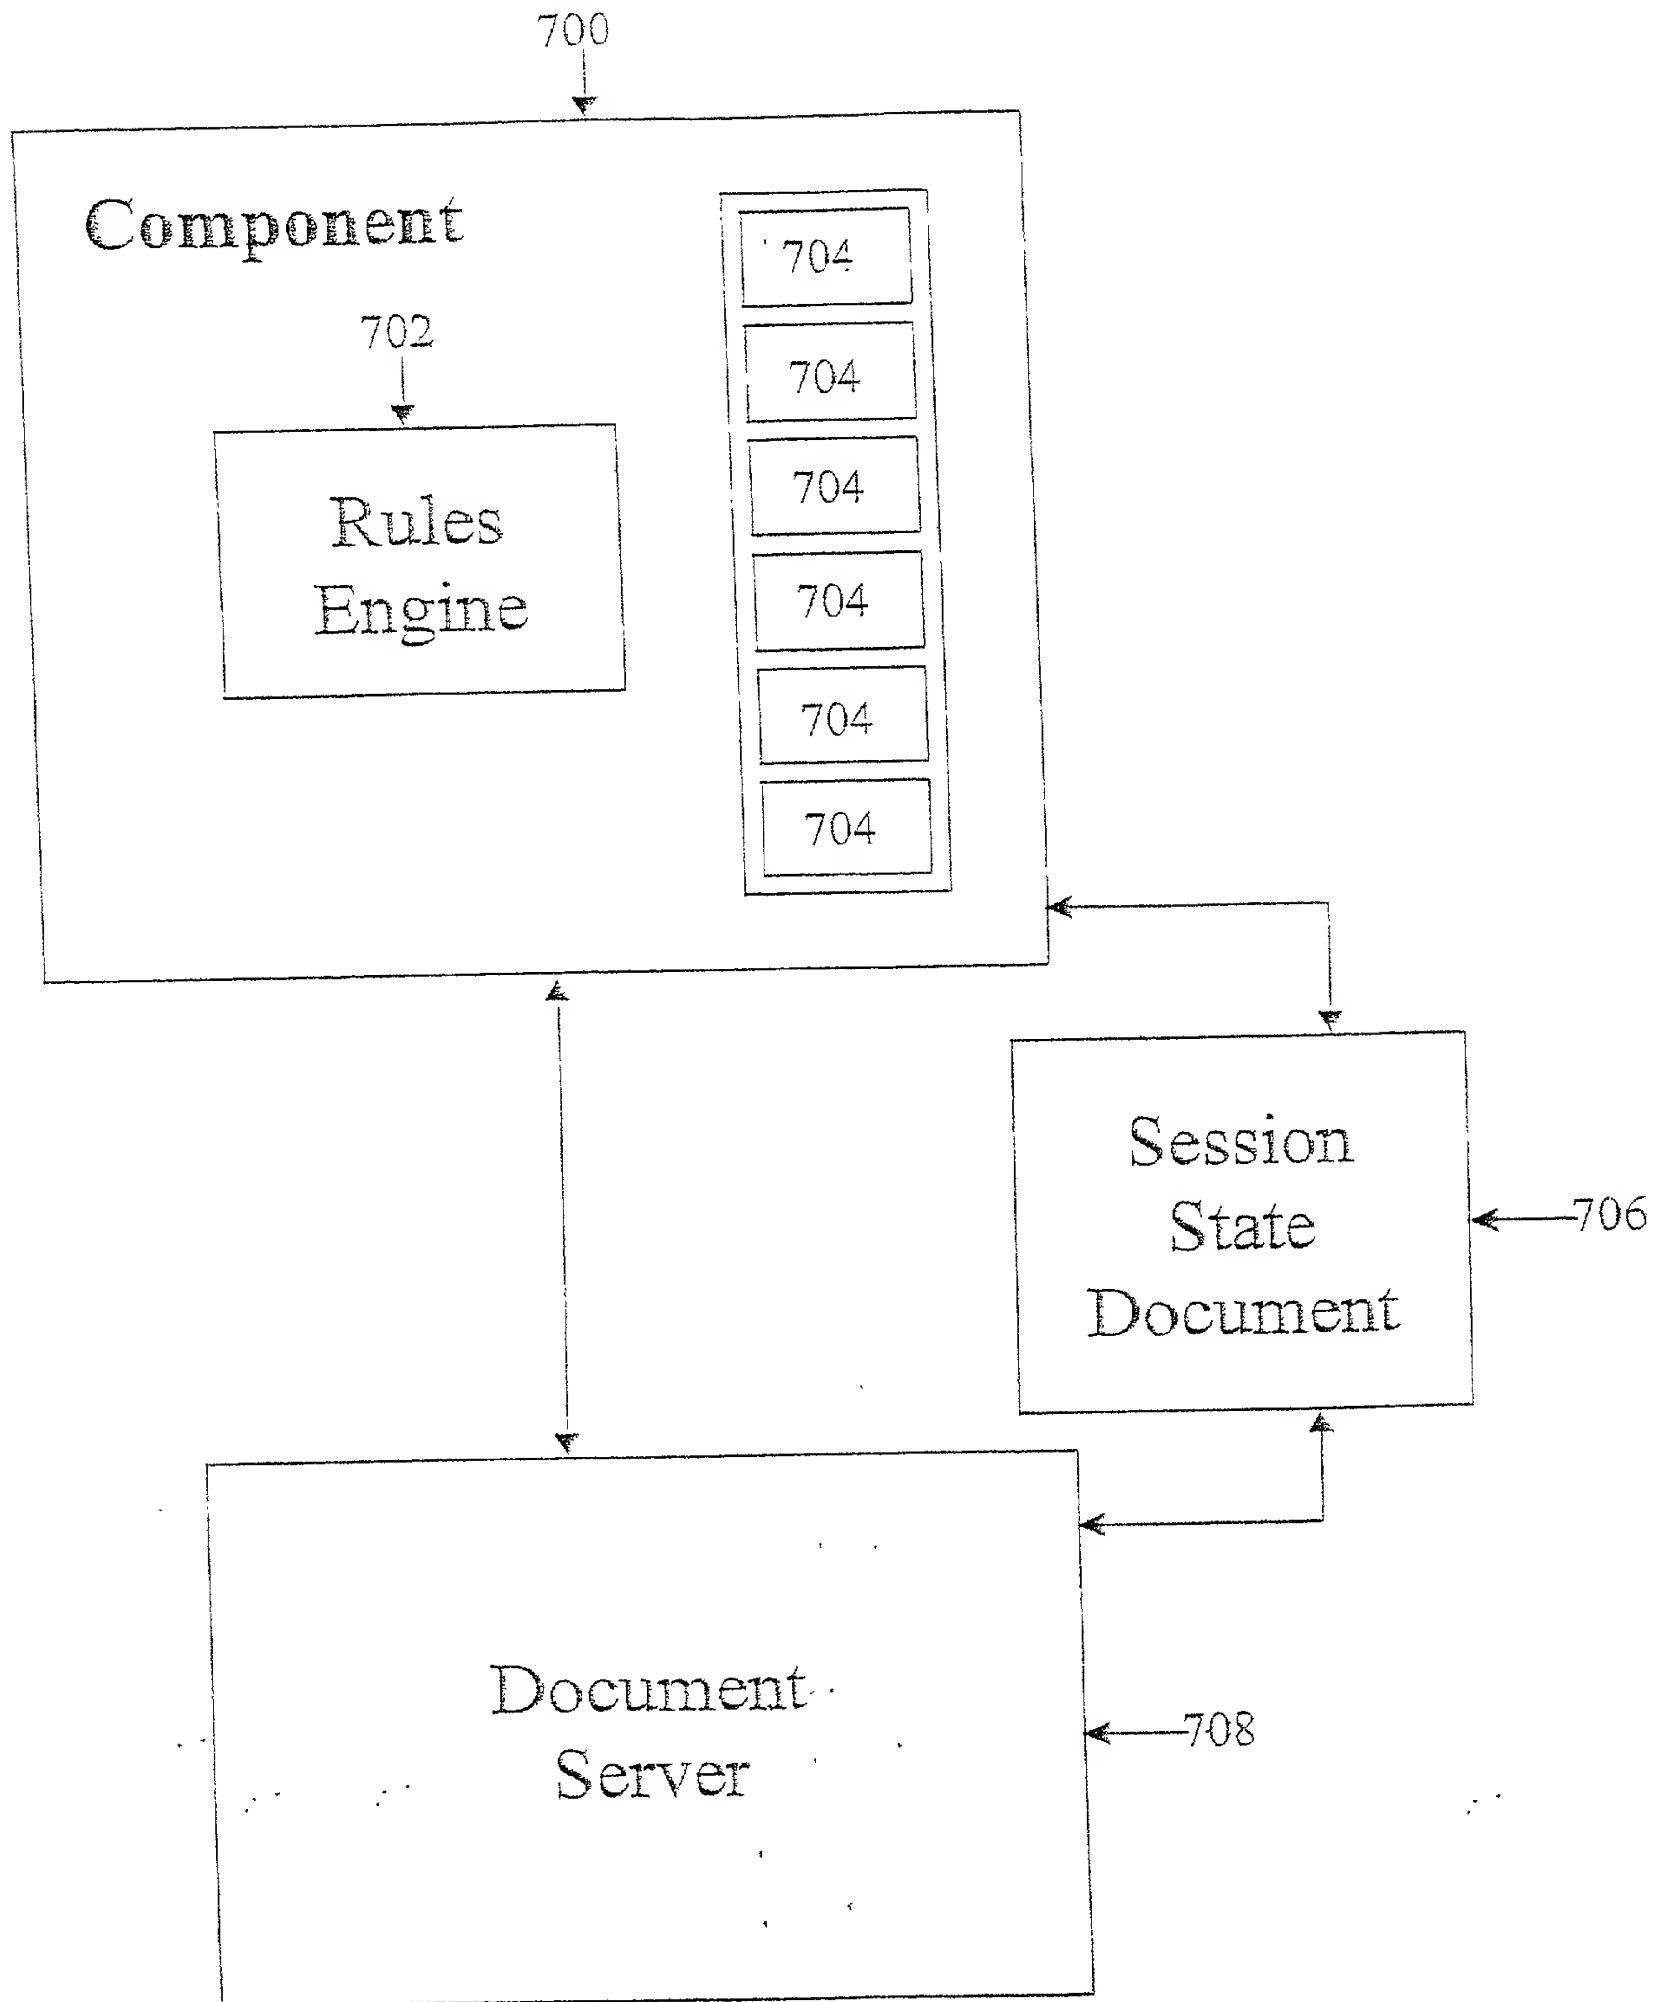 700
Component
704
702
704
704
Rules
Engine
704
704
704
Session
State
Document
706
Document
Server
708